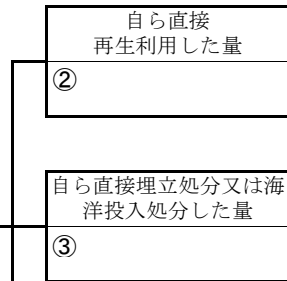 自ら直接
再生利用した量
②
自ら直接埋立処分又は海
洋投入処分した量
③